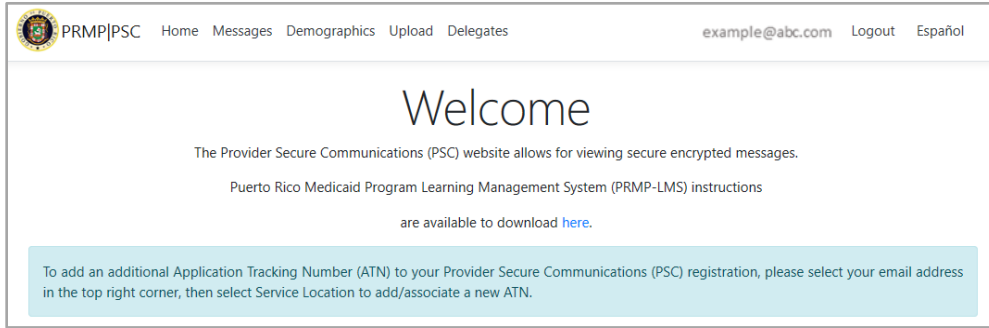 PRMP|PSC Home Messages Demographics Upload Delegates example@abc.com Logout Español
Welcome
The Provider Secure Communications (PSC) website allows for viewing secure encrypted messages.
Puerto Rico Medicaid Program Learning Management System (PRMP-LMS) instructions
are available to download here.
To add an additional Application Tracking Number (ATN) to your Provider Secure Communications (PSC) registration, please select your email address
in the top right corner, then select Service Location to add/associate a new ATN.